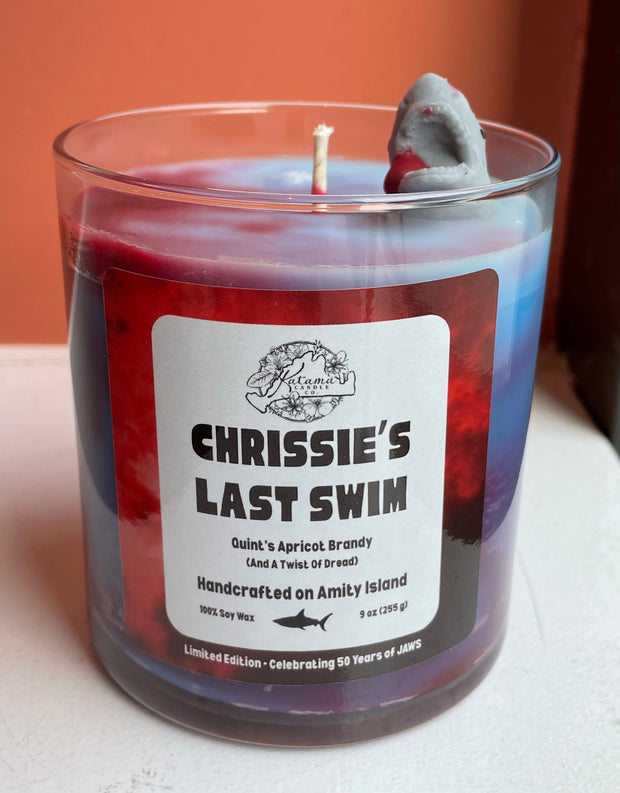 Katama
CANDLE
CO.
CHRISSIE'S
LAST SWIM
Quint's Apricot Brandy
(And A Twist Of Dread)
Handcrafted on Amity Island
100% Soy Wax 9 oz (255 g)
Limited Edition • Celebrating 50 Years of JAWS